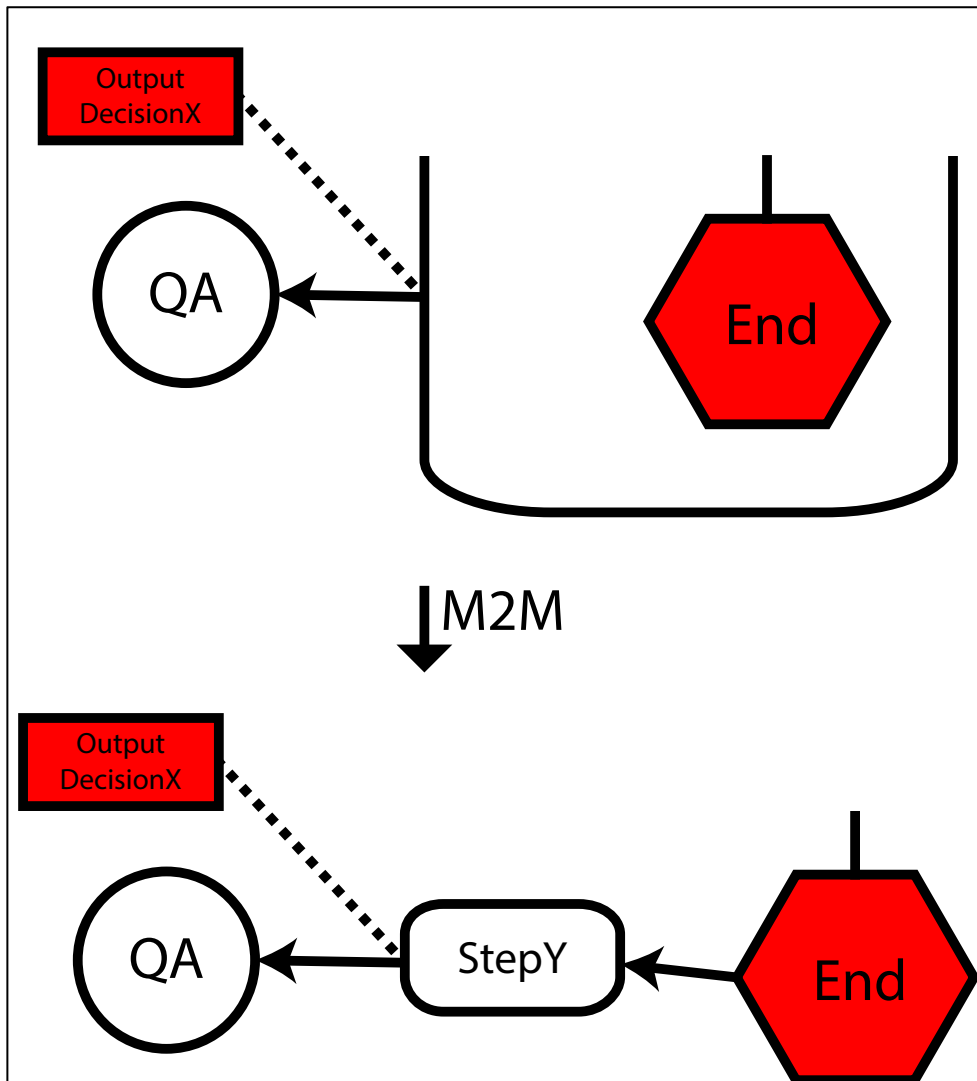 Output
DecisionX
QA
End
M2M
Output
DecisionX
QA
StepY
End